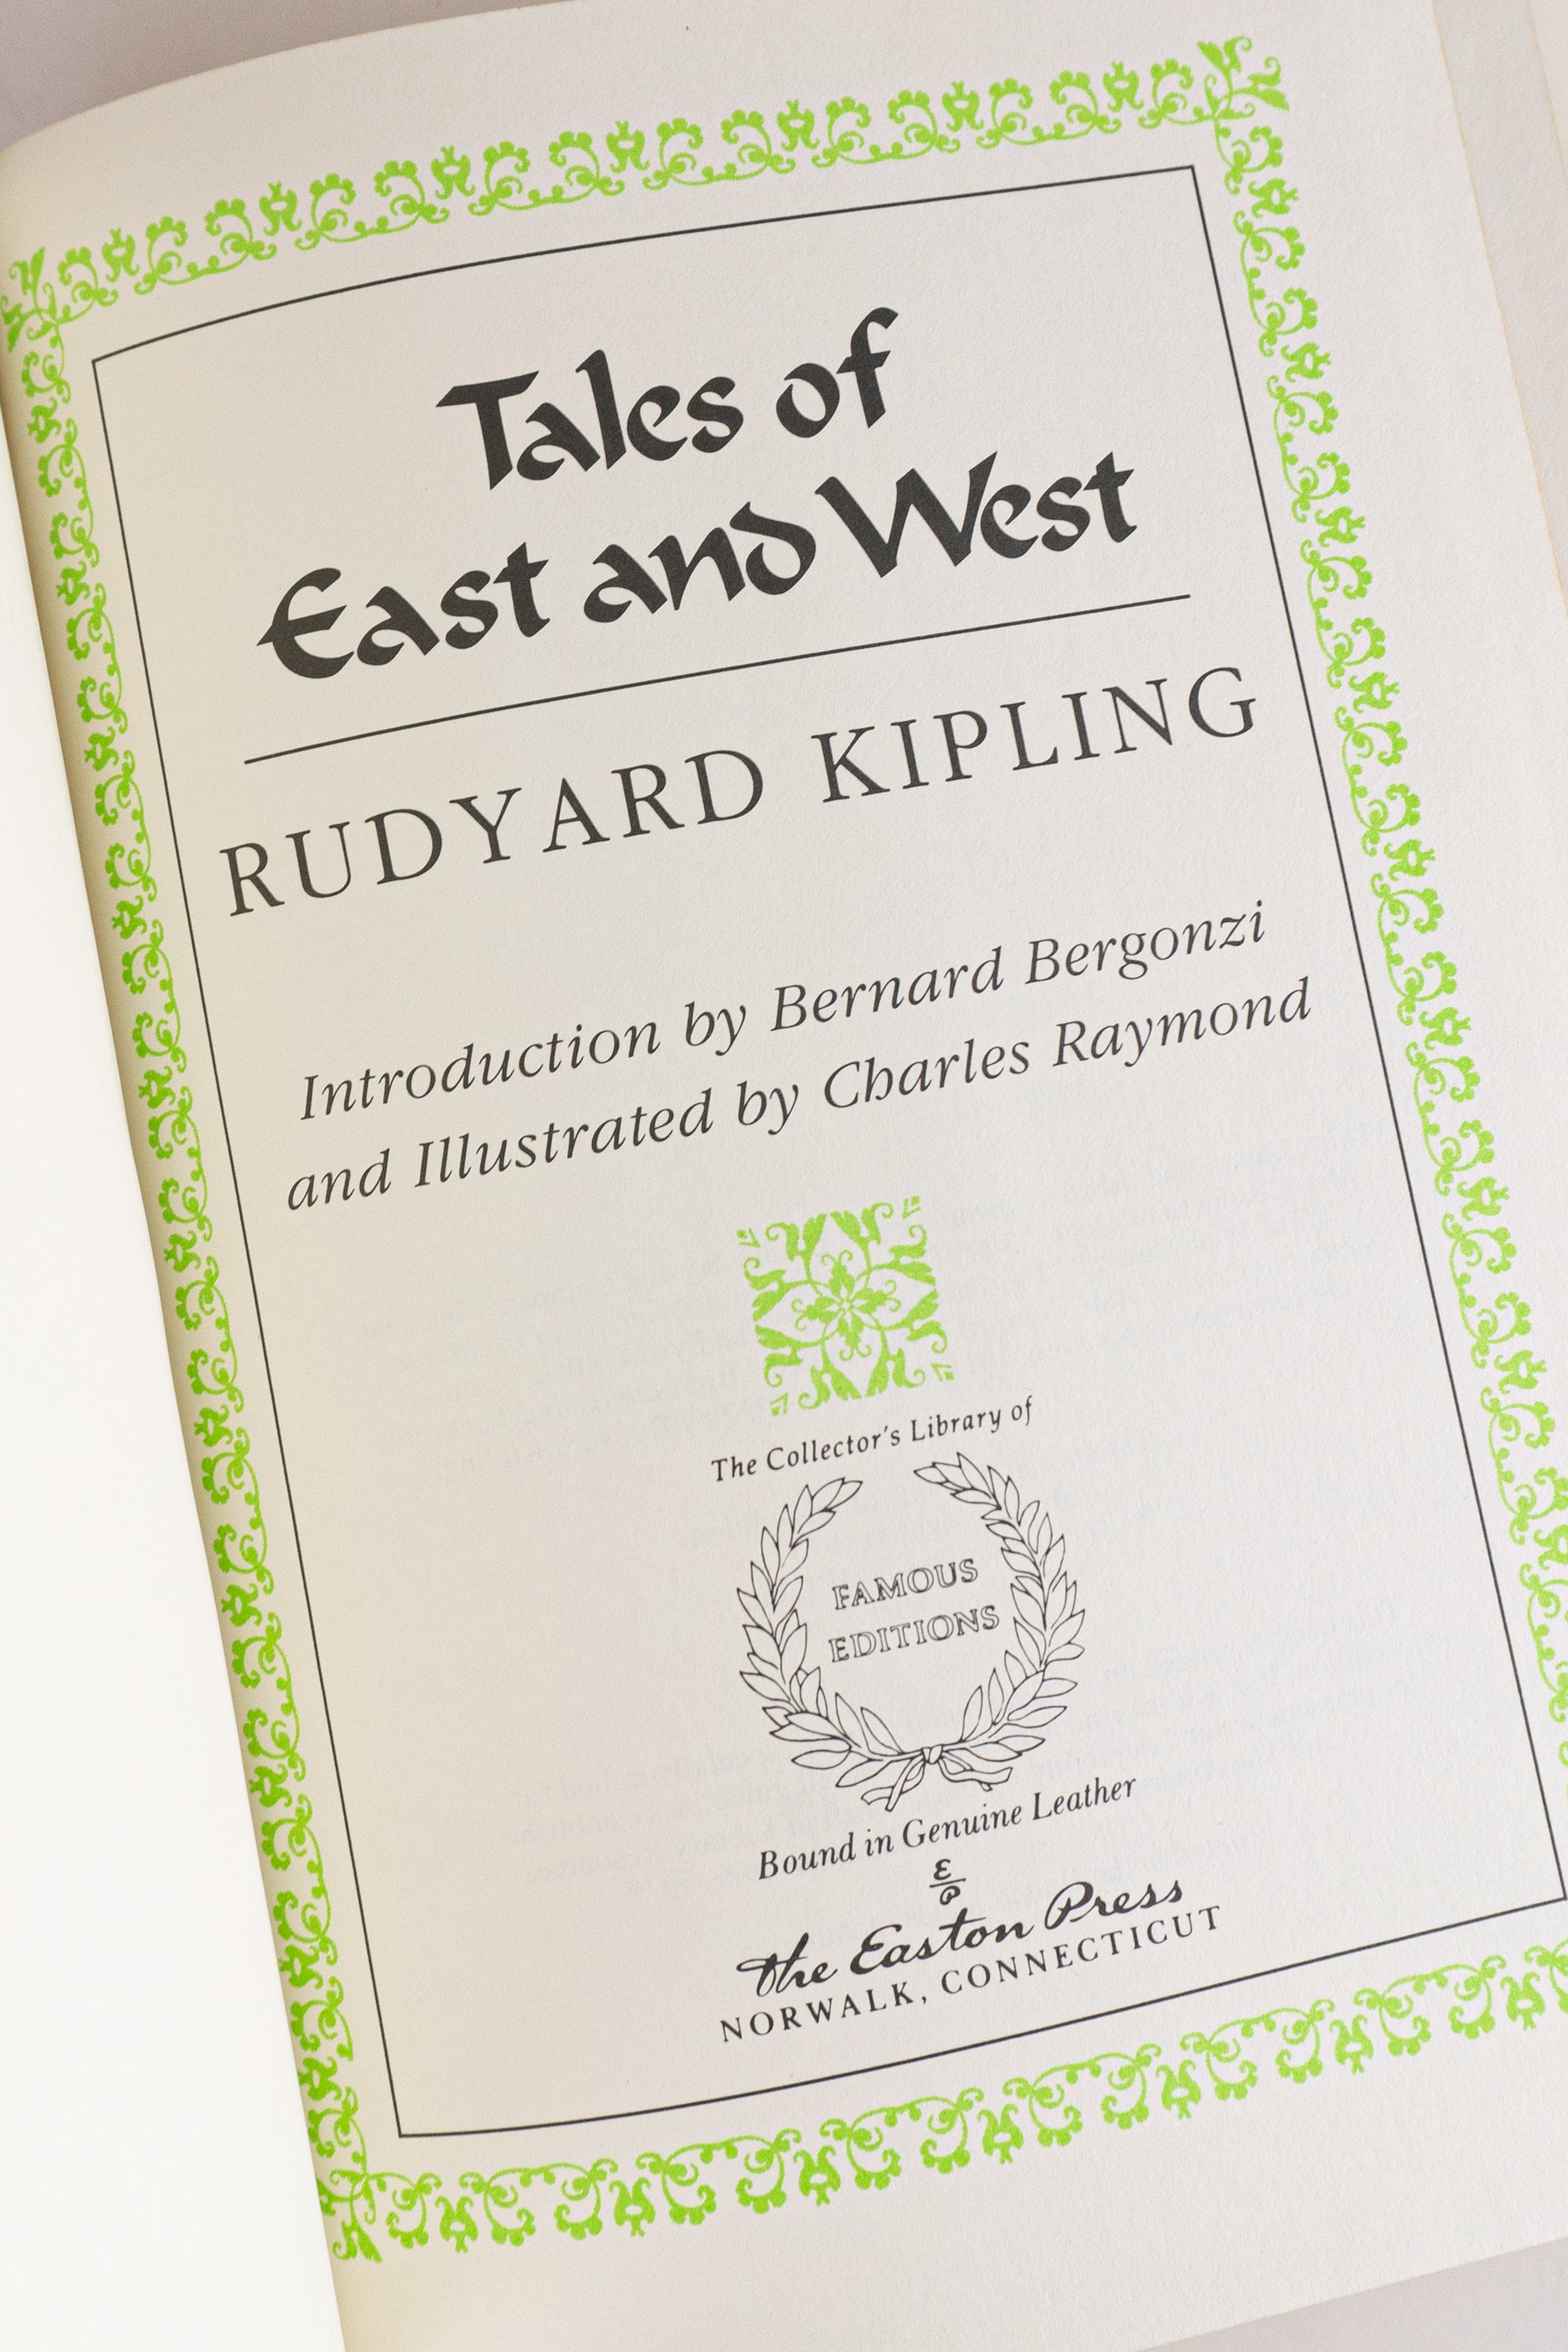 Tales of
East and West
RUDYARD KIPLING
Introduction by Bernard Bergonzi
and Illustrated by Charles Raymond
The Collector's Library of
FAMOUS
EDITIONS
Bound in Genuine Leather
E
P
The Easton Press
NORWALK, CONNECTICUT